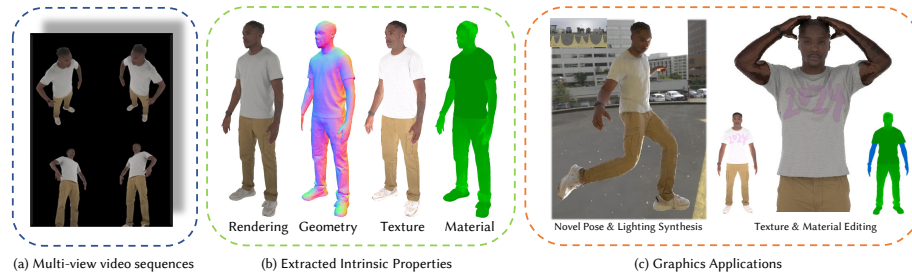 Rendering Geometry Texture Material
Novel Pose & Lighting Synthesis
Texture & Material Editing
(a) Multi-view video sequences
(b) Extracted Intrinsic Properties
(c) Graphics Applications